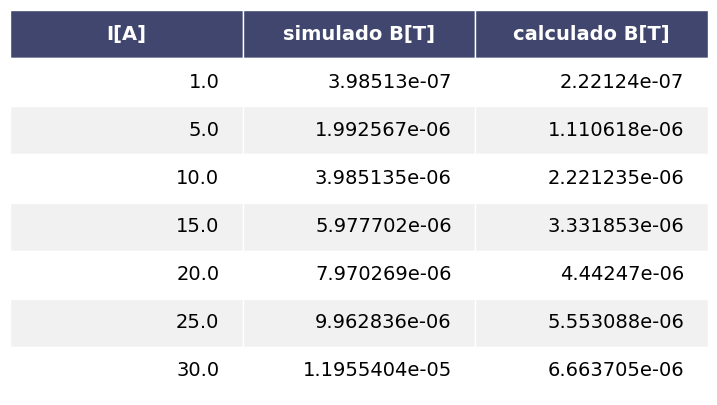 I[A] simulado B[T] calculado B[T]
1.0 3.98513e-07 2.22124e-07
5.0 1.992567e-06 1.110618e-06
10.0 3.985135e-06 2.221235e-06
15.0 5.977702e-06 3.331853e-06
20.0 7.970269e-06 4.44247e-06
25.0 9.962836e-06 5.553088e-06
30.0 1.1955404e-05 6.663705e-06